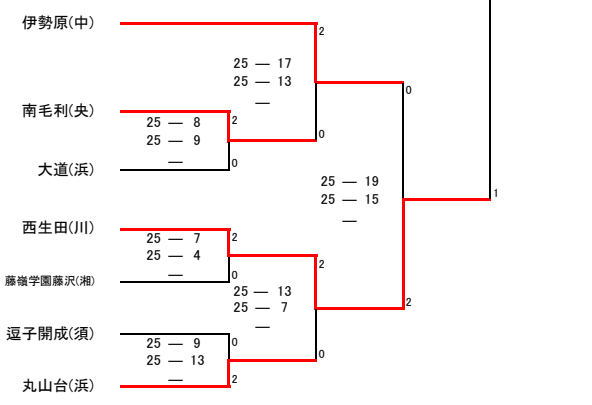 伊勢原(中)
2
25 — 17
25 — 13
—
0
南毛利(央)
2
25 — 8
25 — 9
—
0
大道(浜)
0
25 — 19
25 — 15
—
1
西生田(川)
2
25 — 7
25 — 4
—
2
藤嶺学園藤沢(湘)
0
25 — 13
25 — 7
—
2
逗子開成(須)
0
25 — 9
25 — 13
—
0
丸山台(浜)
2